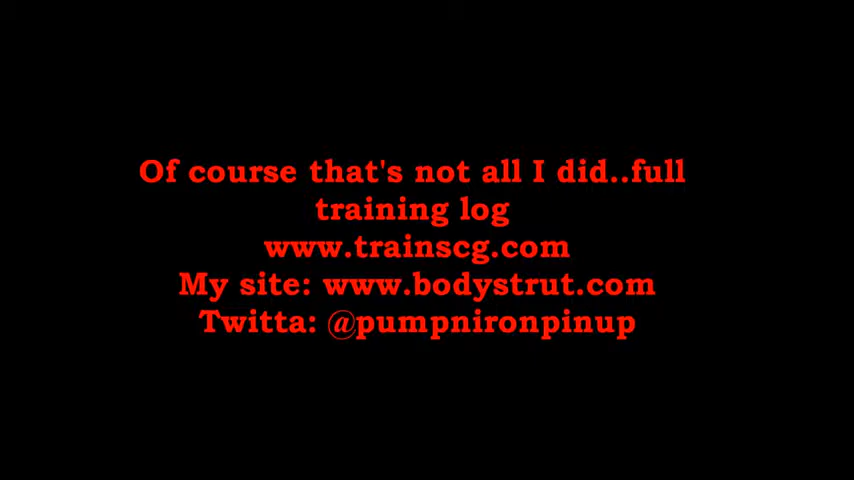 Of course that's not all I did..full
training log
www.trainscg.com
My site: www.bodystrut.com
Twitta: @pumpnironpinup